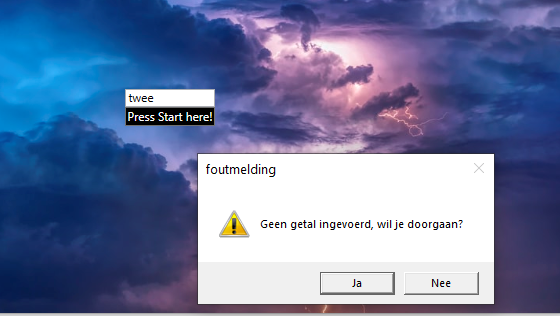 twee
Press Start here!
foutmelding
Geen getal ingevoerd, wil je doorgaan?
Ja
Nee